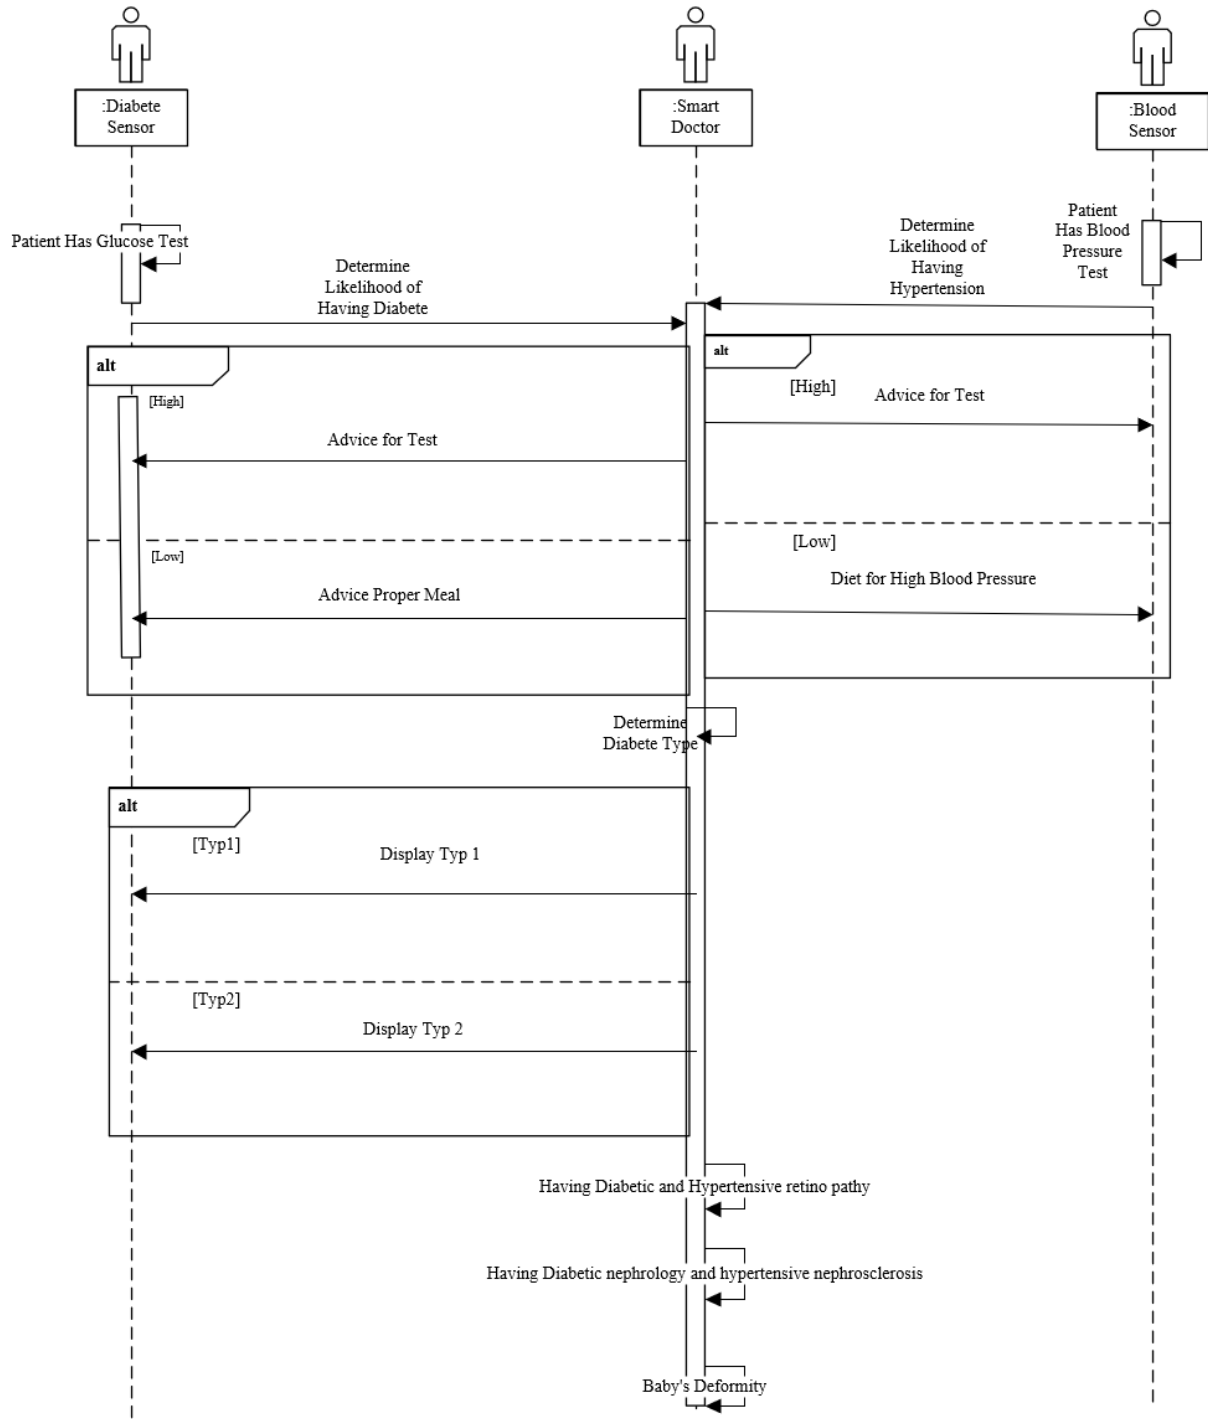 :Diabete
Sensor
:Smart
Doctor
:Blood
Sensor
Patient Has Glucose Test
Patient
Has Blood
Pressure
Test
Determine
Likelihood of
Having
Hypertension
Determine
Likelihood of
Having Diabete
alt
[High]
Advice for Test
[Low]
Advice Proper Meal
alt
[High]
Advice for Test
[Low]
Diet for High Blood Pressure
Determine
Diabete Type
alt
[Typ1]
Display Typ 1
[Typ2]
Display Typ 2
Having Diabetic and Hypertensive retino pathy
Having Diabetic nephrology and hypertensive nephrosclerosis
Baby's Deformity